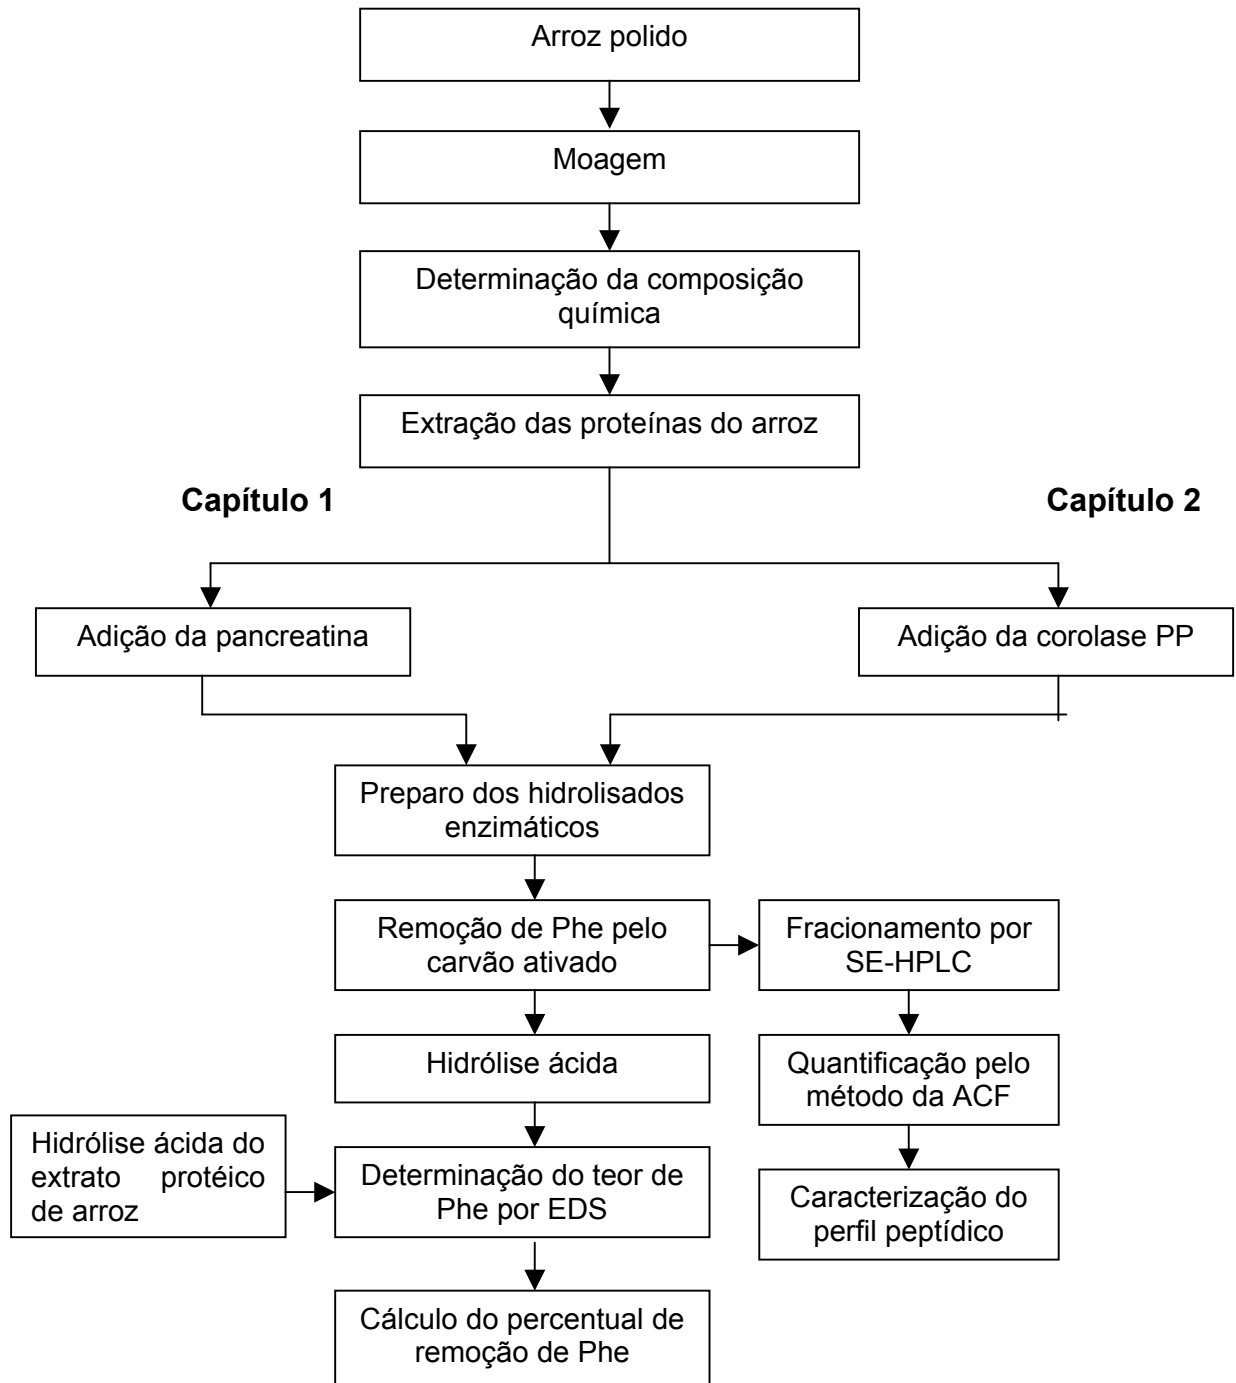 Arroz polido
Moagem
Determinação da composição
química
Extração das proteínas do arroz
Capítulo 1
Capítulo 2
Adição da pancreatina
Adição da corolase PP
Preparo dos hidrolisados
enzimáticos
Remoção de Phe pelo
carvão ativado
Fracionamento por
SE-HPLC
Hidrólise ácida
Quantificação pelo
método da ACF
Hidrólise ácida do
extrato protéico
de arroz
Determinação do teor de
Phe por EDS
Caracterização do
perfil peptídico
Cálculo do percentual de
remoção de Phe